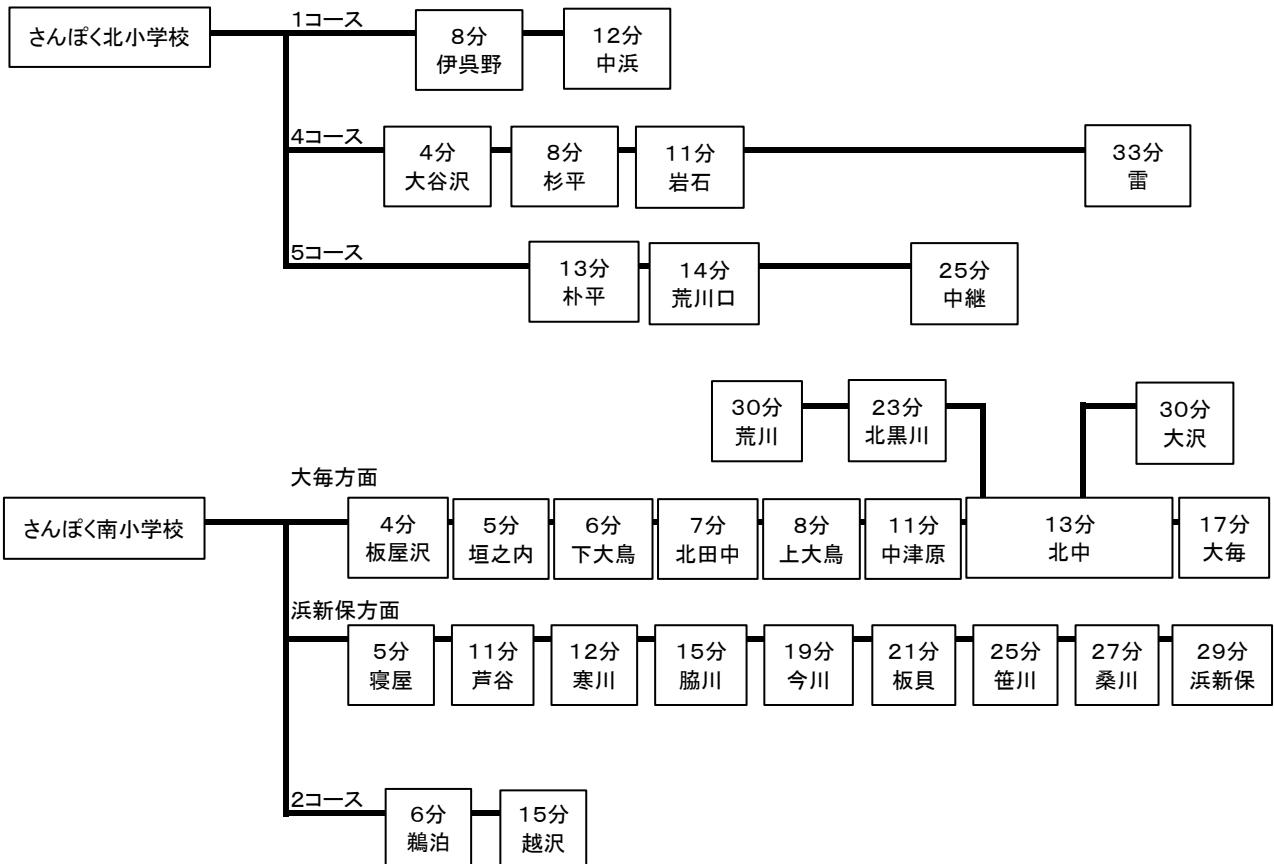 さんぽく北小学校
1コース
8分
伊呉野
12分
中浜
4コース
4分
大谷沢
8分
杉平
11分
岩石
33分
雷
5コース
13分
朴平
14分
荒川口
25分
中継
30分
荒川
23分
北黒川
30分
大沢
さんぽく南小学校
大毎方面
4分
板屋沢
5分
垣之内
6分
下大鳥
7分
北田中
8分
上大鳥
11分
中津原
13分
北中
17分
大毎
浜新保方面
5分
寝屋
11分
芦谷
12分
寒川
15分
脇川
19分
今川
21分
板貝
25分
笹川
27分
桑川
29分
浜新保
2コース
6分
鵜泊
15分
越沢